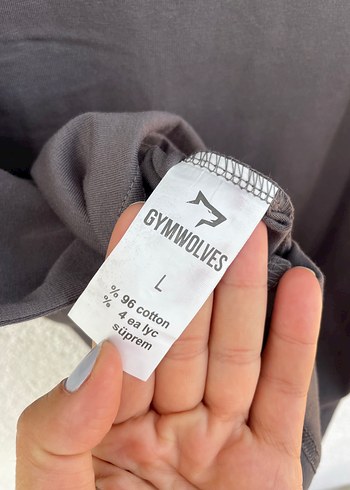 GYMWOLVES
L
% 96 cotton
% 4 ea lyc
süprem